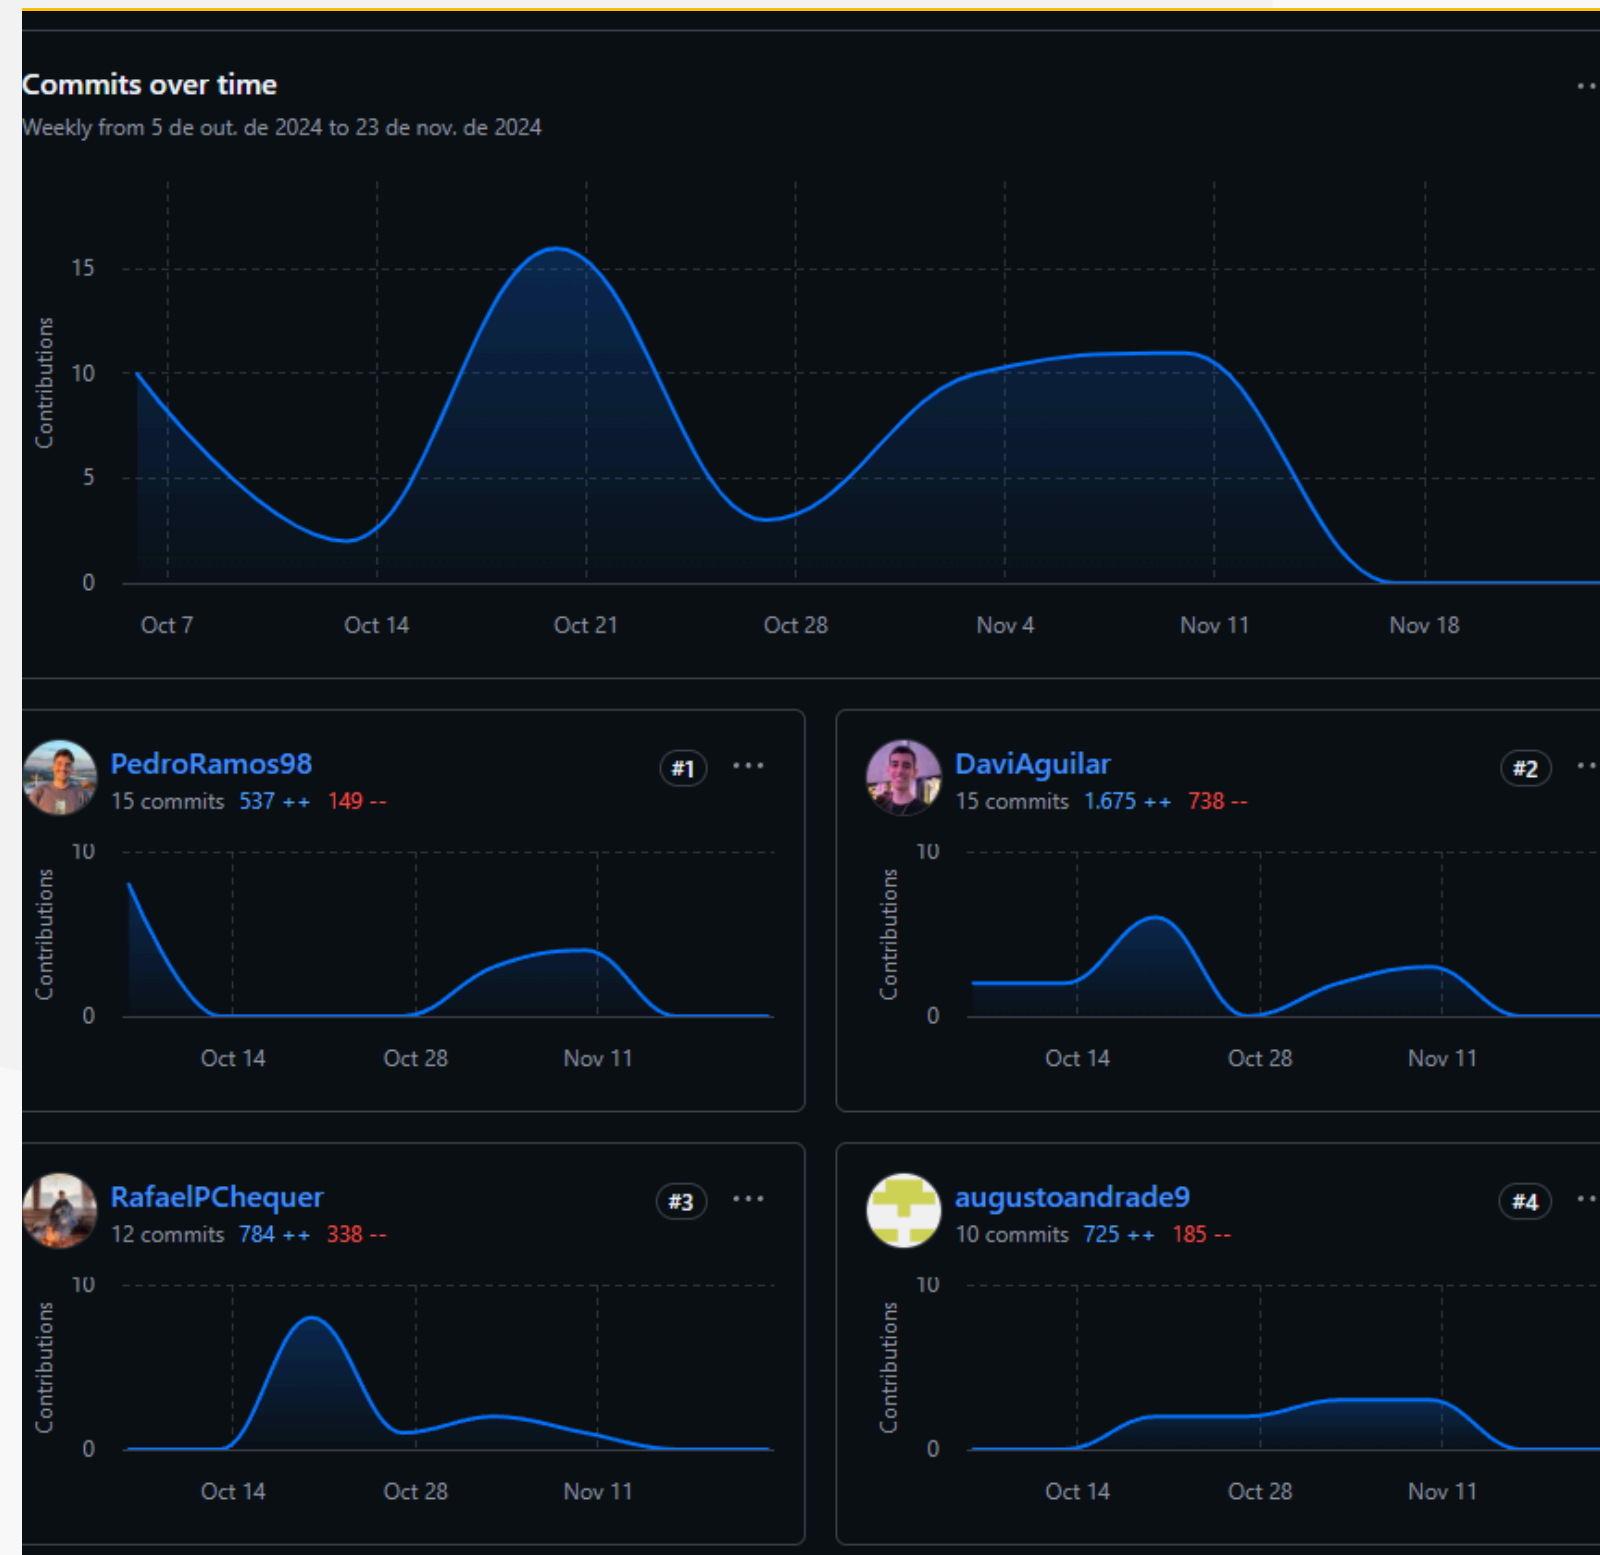 Commits over time
Weekly from 5 de out. de 2024 to 23 de nov. de 2024
Contributions
15
10
5
0
Oct 7 Oct 14 Oct 21 Oct 28 Nov 4 Nov 11 Nov 18
PedroRamos98 #1
15 commits 537 ++ 149 --
Contributions
10
0
Oct 14 Oct 28 Nov 11
DaviAguilar #2
15 commits 1.675 ++ 738 --
Contributions
10
0
Oct 14 Oct 28 Nov 11
RafaelPChequer #3
12 commits 784 ++ 338 --
Contributions
10
0
Oct 14 Oct 28 Nov 11
augustoandrade9 #4
10 commits 725 ++ 185 --
Contributions
10
0
Oct 14 Oct 28 Nov 11